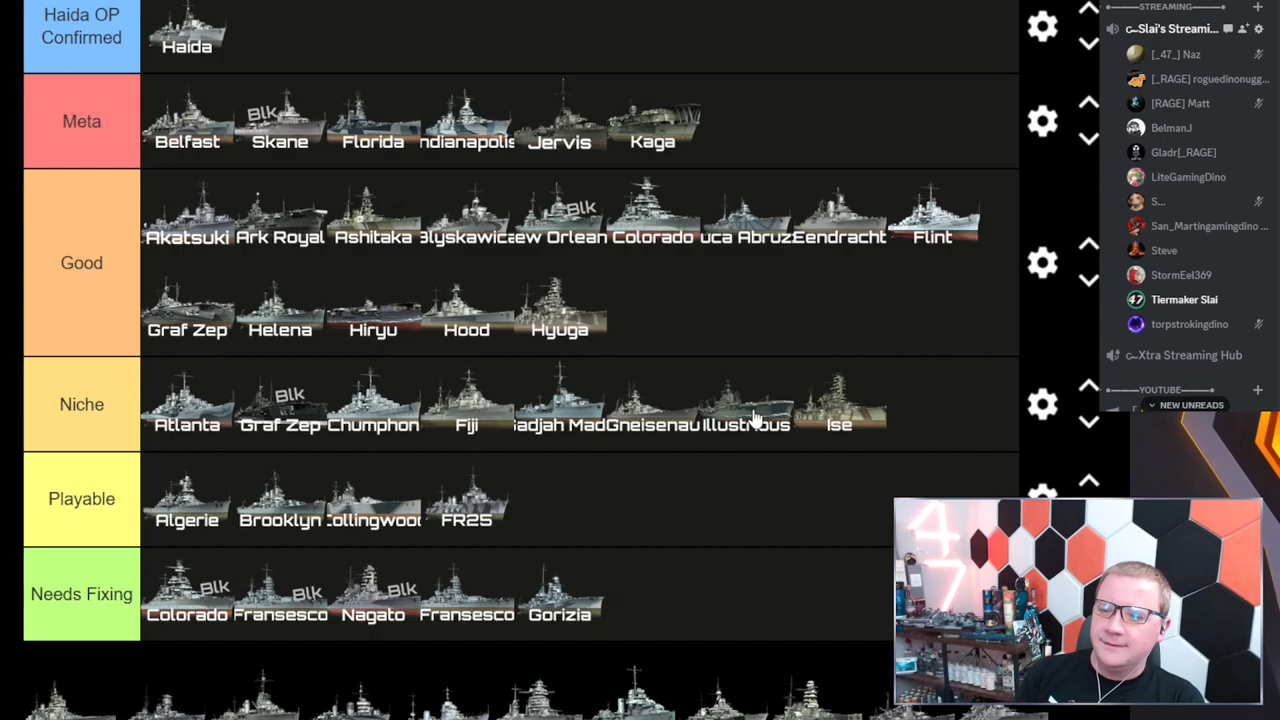 Haida OP
Confirmed
Haida
Meta
Belfast
Blk
Skane
Florida
ndianapolis
Jervis
Kaga
Good
Akatsuki
Ark Royal
Ashitaka
Blyskawica
Blk
ew Orlean
Colorado
uca Abruz
Eendracht
Flint
Graf Zep
Helena
Hiryu
Hood
Hyuga
Niche
Atlanta
Blk
Graf Zep
Chumphon
Fiji
Gadjah Mad
Gneisenau
Illustrious
Ise
Playable
Algerie
Brooklyn
Collingwood
FR25
Needs Fixing
Blk
Colorado
Blk
Fransesco
Blk
Nagato
Fransesco
Gorizia
STREAMING
Slai's Streami...
[_47_] Naz
[_RAGE] roguedinonugg...
[RAGE] Matt
BelmanJ
Gladr[_RAGE]
LiteGamingDino
S...
San_Martingamingdino ...
Steve
StormEel369
47
Tiermaker Slai
torpstrokingdino
Xtra Streaming Hub
YOUTUBE
NEW UNREADS
4
7